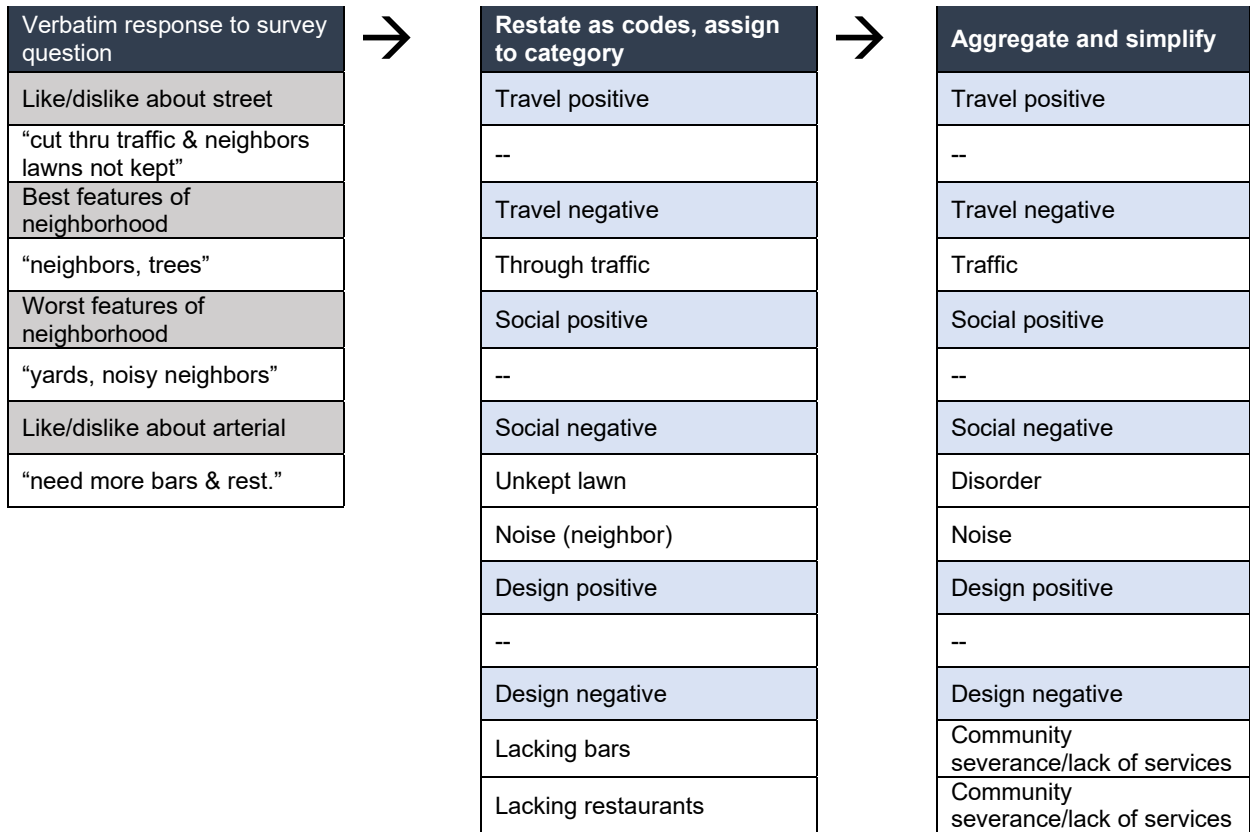 Verbatim response to survey
question
Like/dislike about street
“cut thru traffic & neighbors
lawns not kept”
Best features of
neighborhood
“neighbors, trees”
Worst features of
neighborhood
“yards, noisy neighbors”
Like/dislike about arterial
“need more bars & rest.”
→
Restate as codes, assign
to category
Travel positive
--
Travel negative
Through traffic
Social positive
--
Social negative
Unkept lawn
Noise (neighbor)
Design positive
--
Design negative
Lacking bars
Lacking restaurants
→
Aggregate and simplify
Travel positive
--
Travel negative
Traffic
Social positive
--
Social negative
Disorder
Noise
Design positive
--
Design negative
Community
severance/lack of services
Community
severance/lack of services